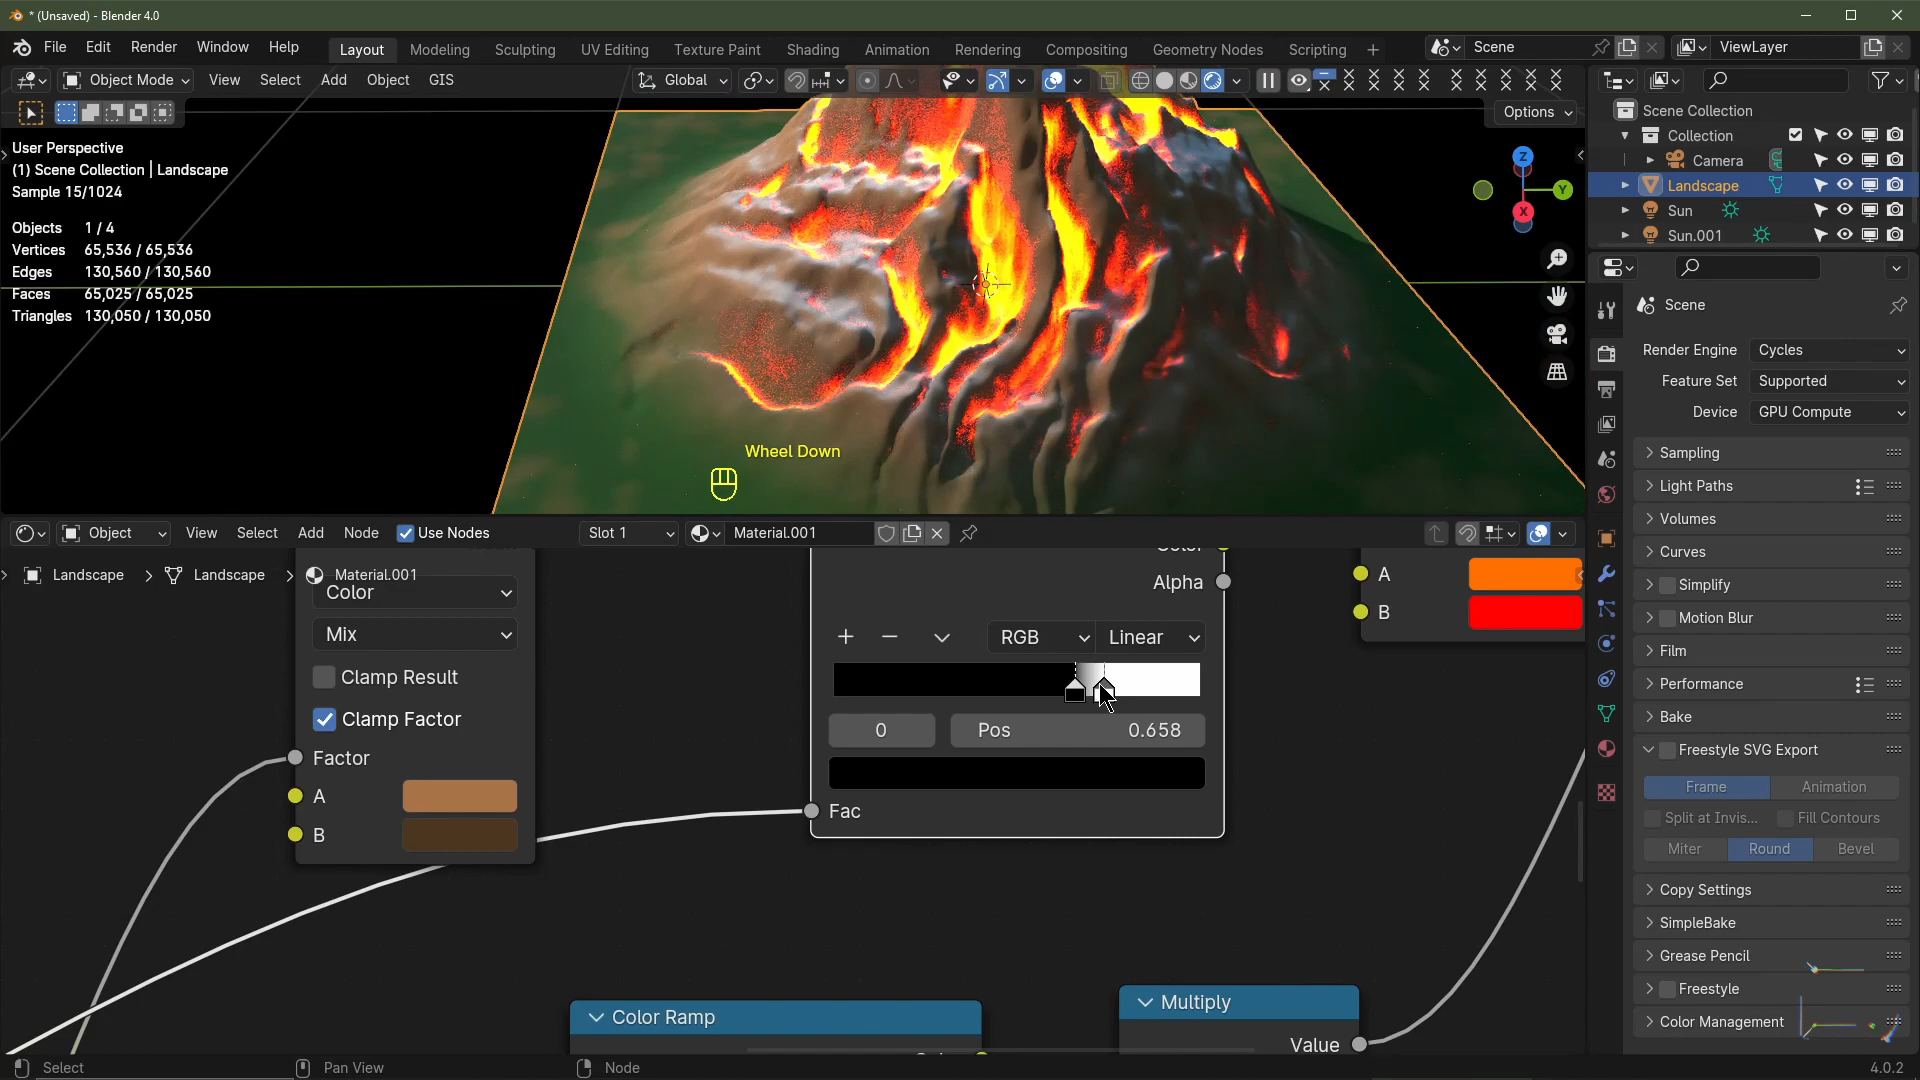 * (Unsaved) - Blender 4.0
File Edit Render Window Help Layout Modeling Sculpting UV Editing Texture Paint Shading Animation Rendering Compositing Geometry Nodes Scripting + Scene ViewLayer
Object Mode View Select Add Object GIS Global
Options
User Perspective
(1) Scene Collection | Landscape
Sample 15/1024
Objects 1 / 4
Vertices 65,536 / 65,536
Edges 130,560 / 130,560
Faces 65,025 / 65,025
Triangles 130,050 / 130,050
Z
Y
X
Wheel Down
Scene Collection
Collection
Camera
Landscape
Sun
Sun.001
Scene
Render Engine Cycles
Feature Set Supported
Device GPU Compute
Sampling
Light Paths
Volumes
Curves
Simplify
Motion Blur
Film
Performance
Bake
Freestyle SVG Export
Frame Animation
Split at Invis... Fill Contours
Miter Round Bevel
Copy Settings
SimpleBake
Grease Pencil
Freestyle
Color Management
Object View Select Add Node Use Nodes Slot 1 Material.001
Landscape > Landscape > Material.001
Color
Mix
Clamp Result
Clamp Factor
Factor
A
B
Color
Alpha
+ − RGB Linear
0 Pos 0.658
Fac
A
B
Color Ramp
Multiply
Value
Select Pan View Node 4.0.2